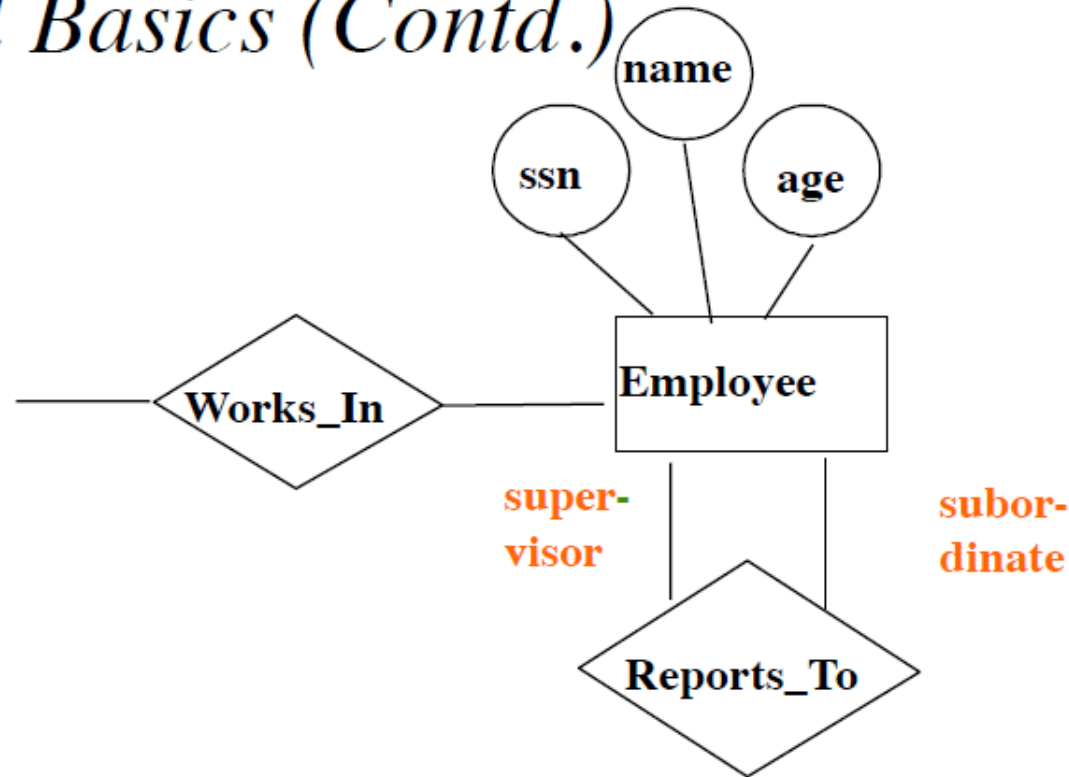 Basics (Contd.)
name
ssn
age
Employee
Works_In
super-
visor
subor-
dinate
Reports_To